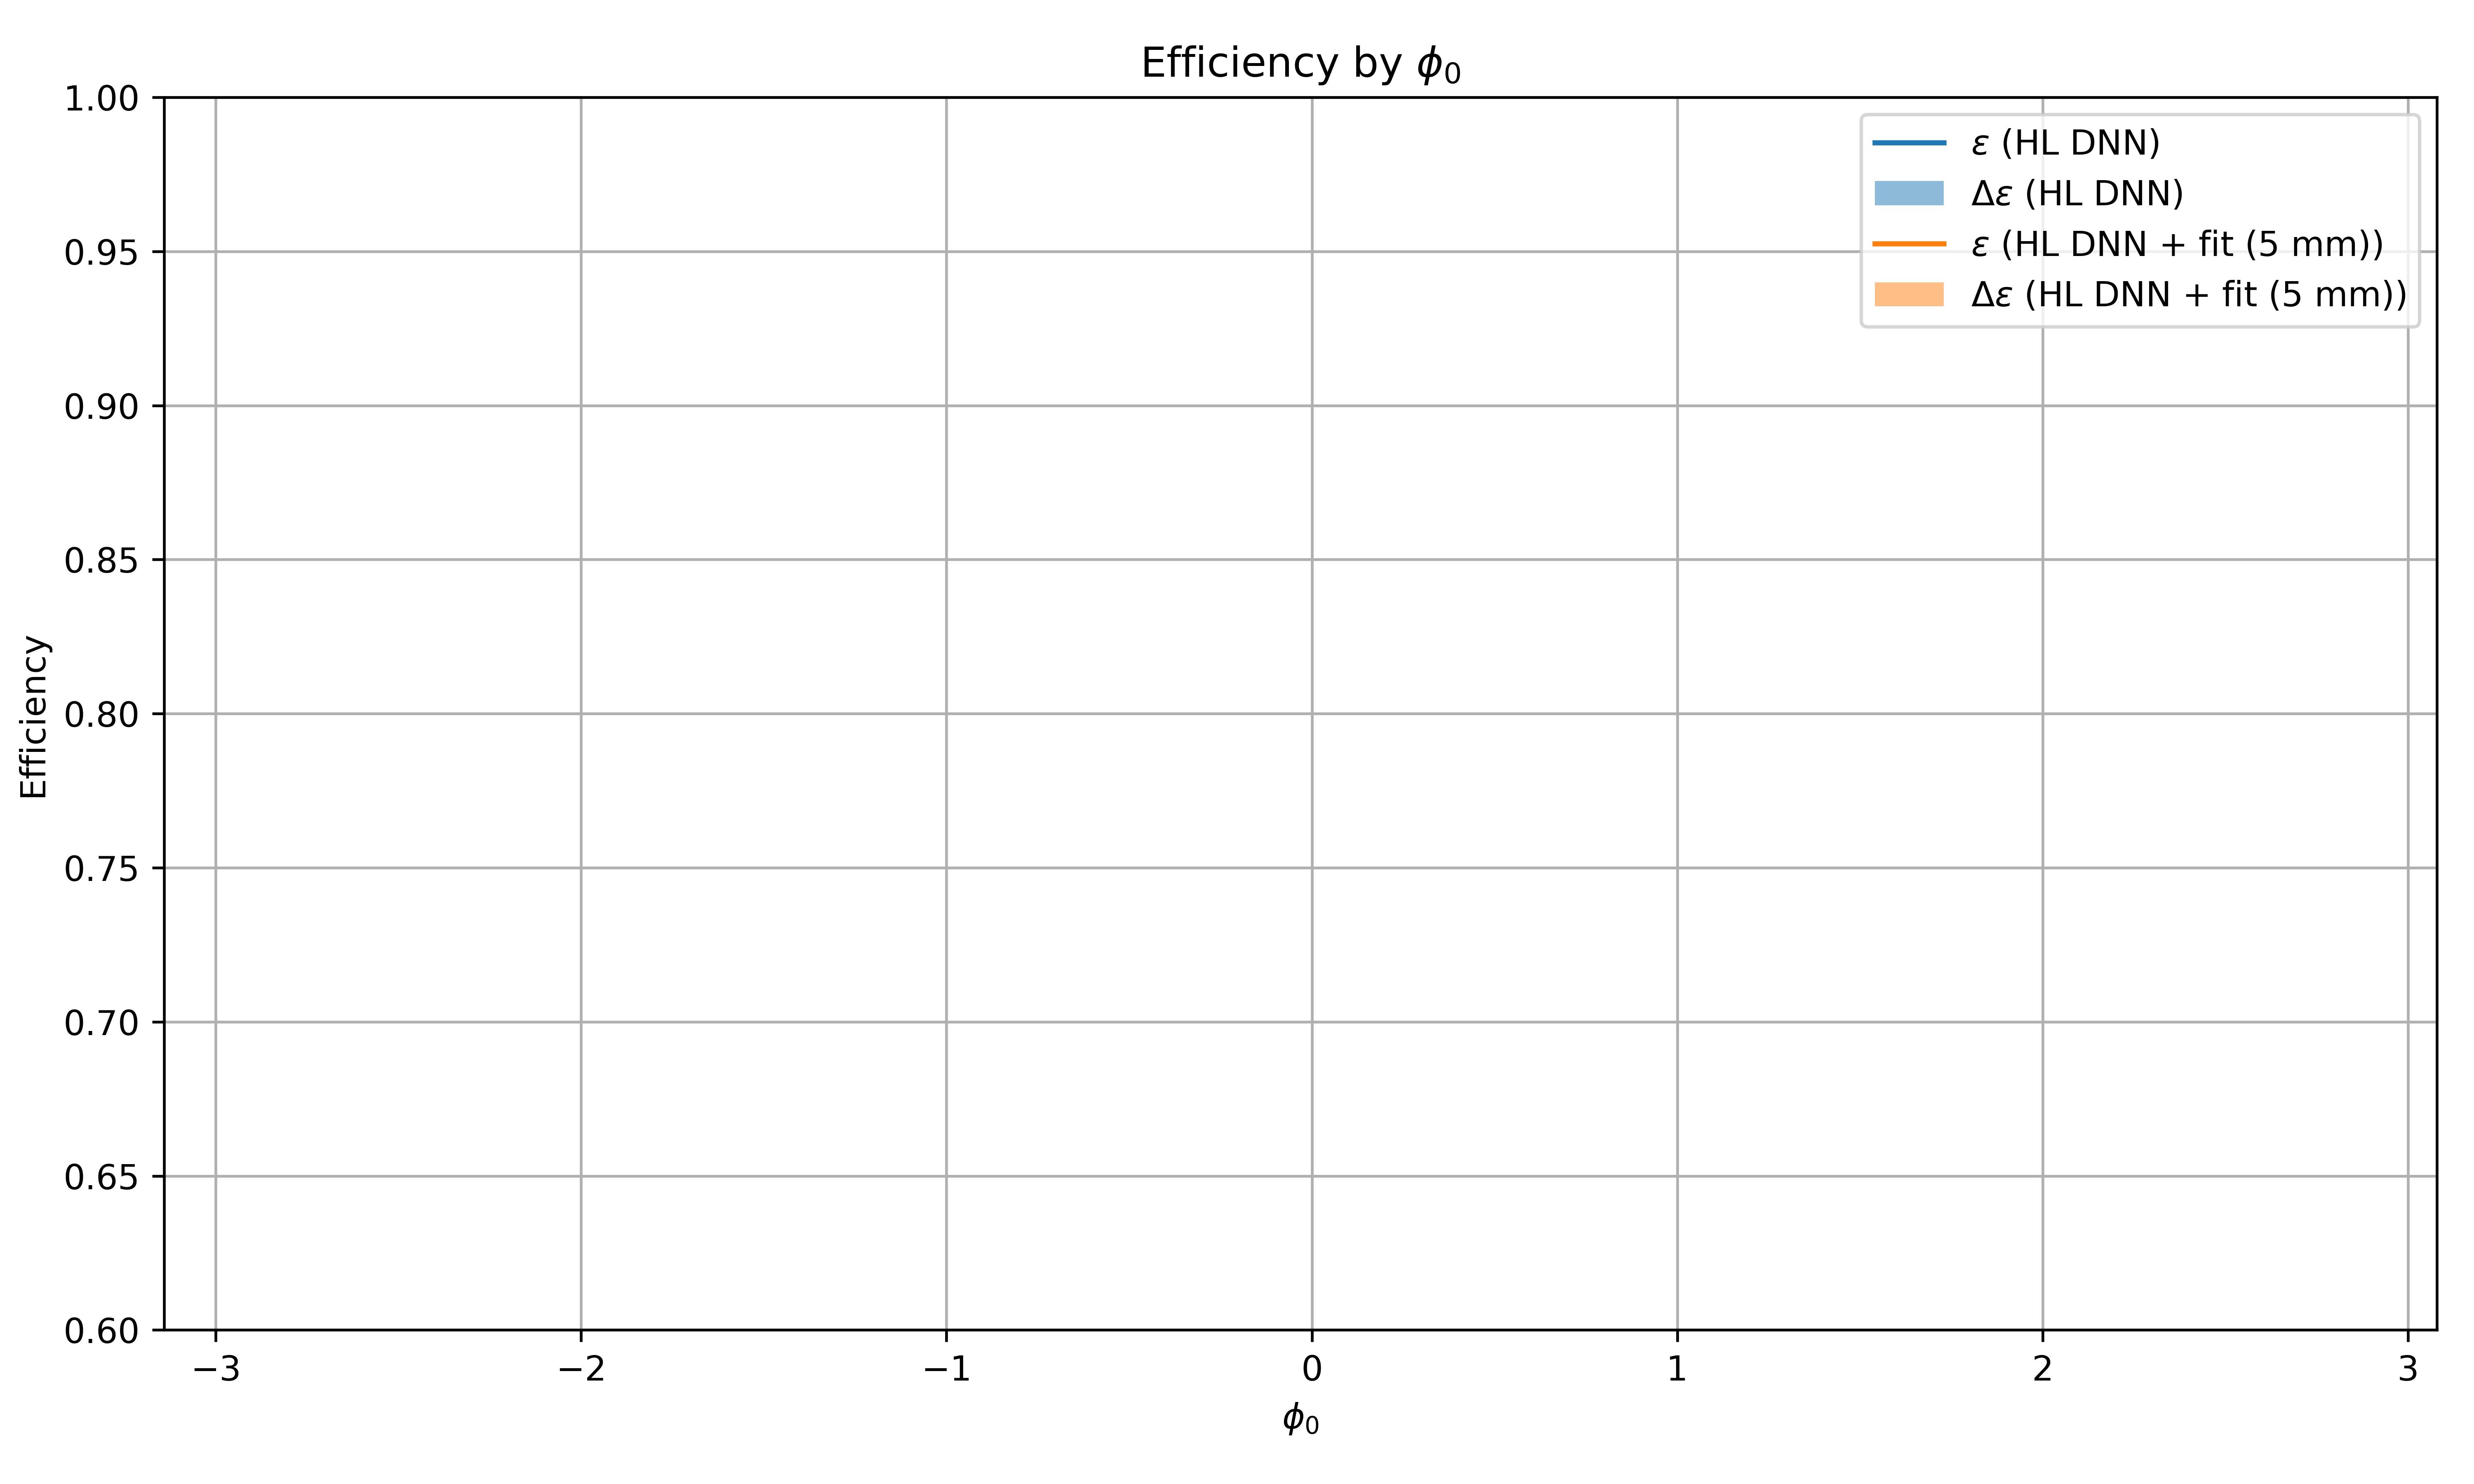 Efficiency by ϕ₀
1.00
0.95
0.90
0.85
0.80
0.75
0.70
0.65
0.60
Efficiency
ε (HL DNN)
Δε (HL DNN)
ε (HL DNN + fit (5 mm))
Δε (HL DNN + fit (5 mm))
−3 −2 −1 0 1 2 3
ϕ₀